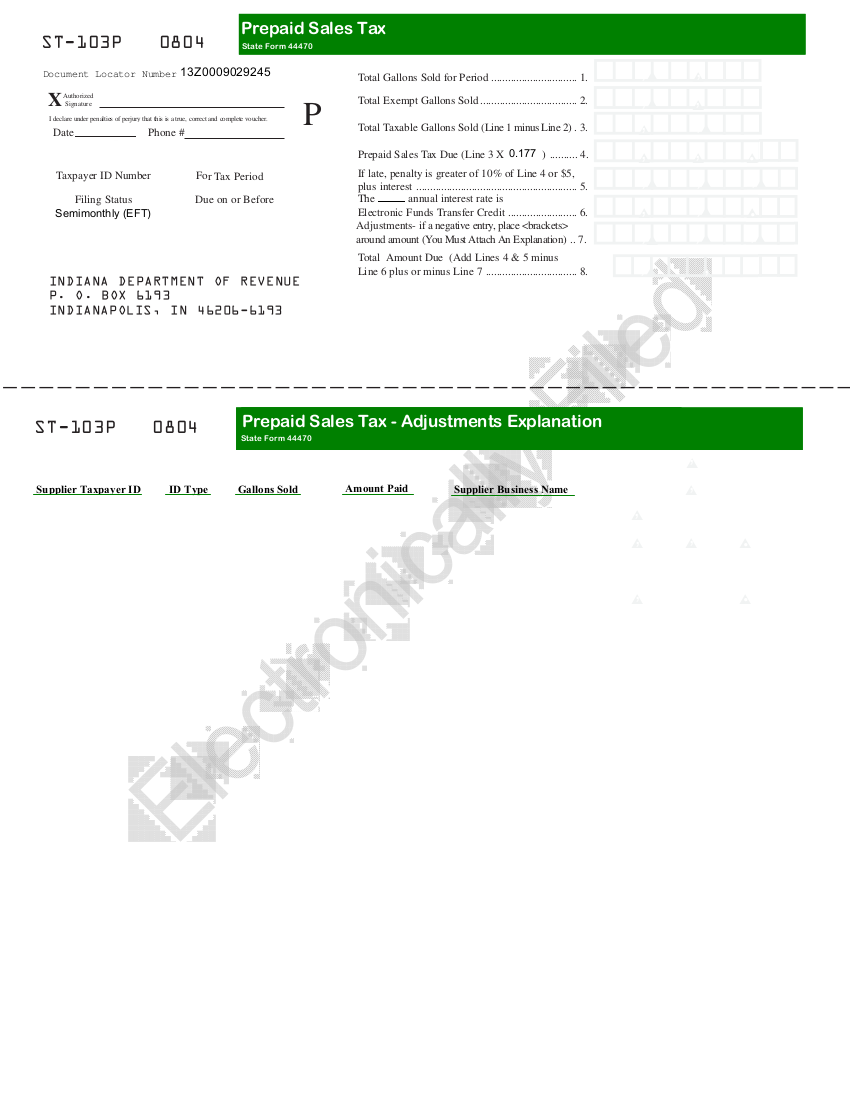 ST-103P 0804
Prepaid Sales Tax
State Form 44470
Document Locator Number 13Z0009029245
X Authorized
Signature
I declare under penalties of perjury that this is a true, correct and complete voucher.
Date Phone #
P
Taxpayer ID Number For Tax Period
Filing Status Due on or Before
Semimonthly (EFT)
INDIANA DEPARTMENT OF REVENUE
P. O. BOX 6193
INDIANAPOLIS, IN 46206-6193
Total Gallons Sold for Period .............................. 1.
Total Exempt Gallons Sold ................................. 2.
Total Taxable Gallons Sold (Line 1 minus Line 2) . 3.
Prepaid Sales Tax Due (Line 3 X 0.177 ) .......... 4.
If late, penalty is greater of 10% of Line 4 or $5,
plus interest ........................................................ 5.
The _____ annual interest rate is
Electronic Funds Transfer Credit ........................ 6.
Adjustments- if a negative entry, place <brackets>
around amount (You Must Attach An Explanation) .. 7.
Total Amount Due (Add Lines 4 & 5 minus
Line 6 plus or minus Line 7 ................................ 8.
ST-103P 0804
Prepaid Sales Tax - Adjustments Explanation
State Form 44470
Supplier Taxpayer ID ID Type Gallons Sold Amount Paid Supplier Business Name
Electronically Filed